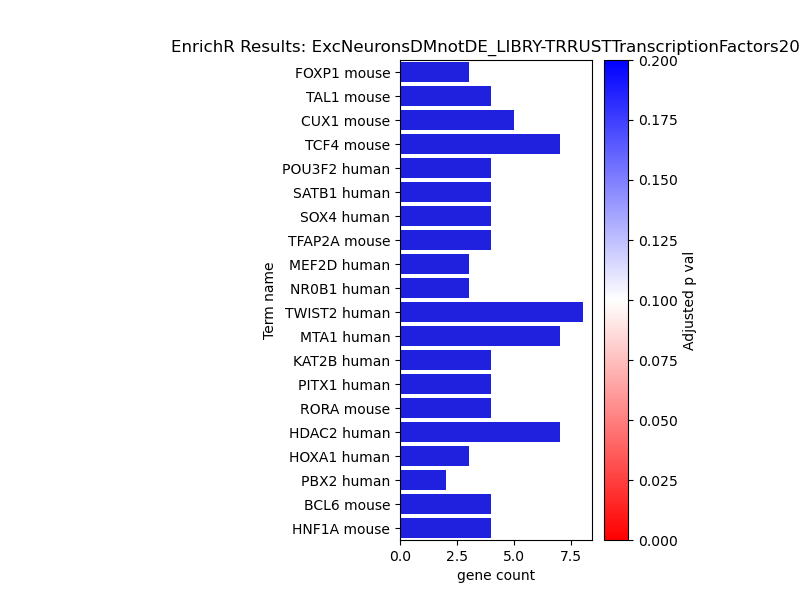 EnrichR Results: ExcNeuronsDMnotDE_LIBRY-TRRUSTTranscriptionFactors20
FOXP1 mouse
TAL1 mouse
CUX1 mouse
TCF4 mouse
POU3F2 human
SATB1 human
SOX4 human
TFAP2A mouse
MEF2D human
NR0B1 human
TWIST2 human
MTA1 human
KAT2B human
PITX1 human
RORA mouse
HDAC2 human
HOXA1 human
PBX2 human
BCL6 mouse
HNF1A mouse
Term name
0.0 2.5 5.0 7.5
gene count
0.200
0.175
0.150
0.125
0.100
0.075
0.050
0.025
0.000
Adjusted p val